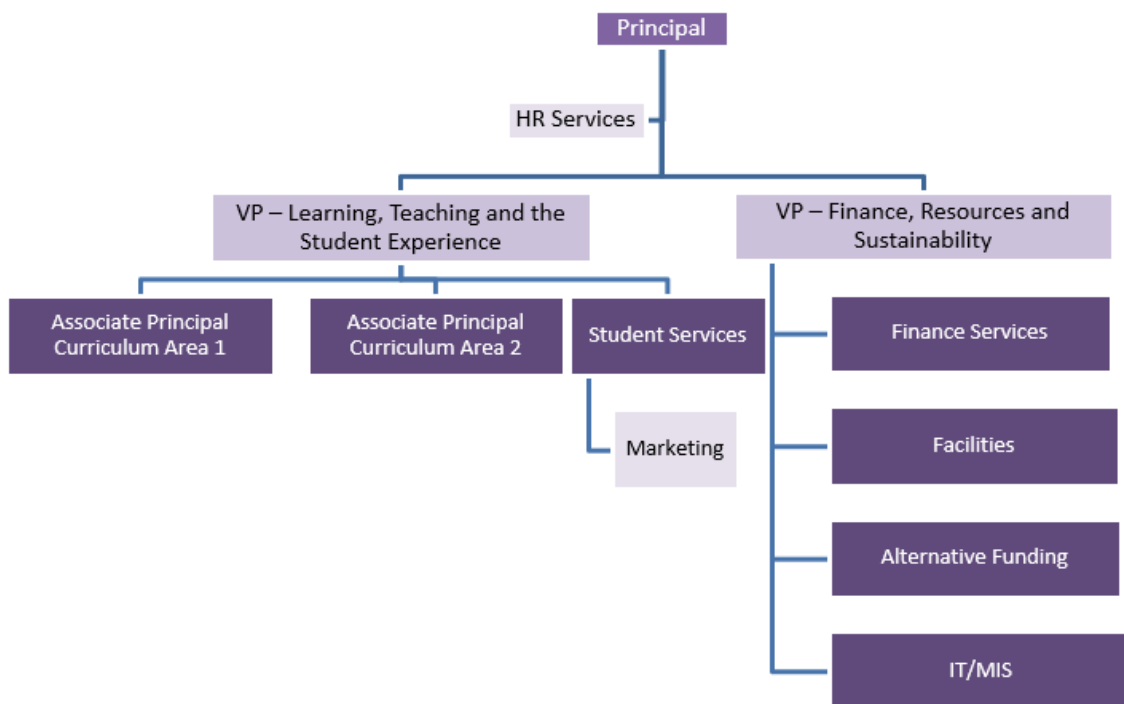 Principal
HR Services
VP – Learning, Teaching and the
Student Experience
VP – Finance, Resources and
Sustainability
Associate Principal
Curriculum Area 1
Associate Principal
Curriculum Area 2
Student Services
Marketing
Finance Services
Facilities
Alternative Funding
IT/MIS